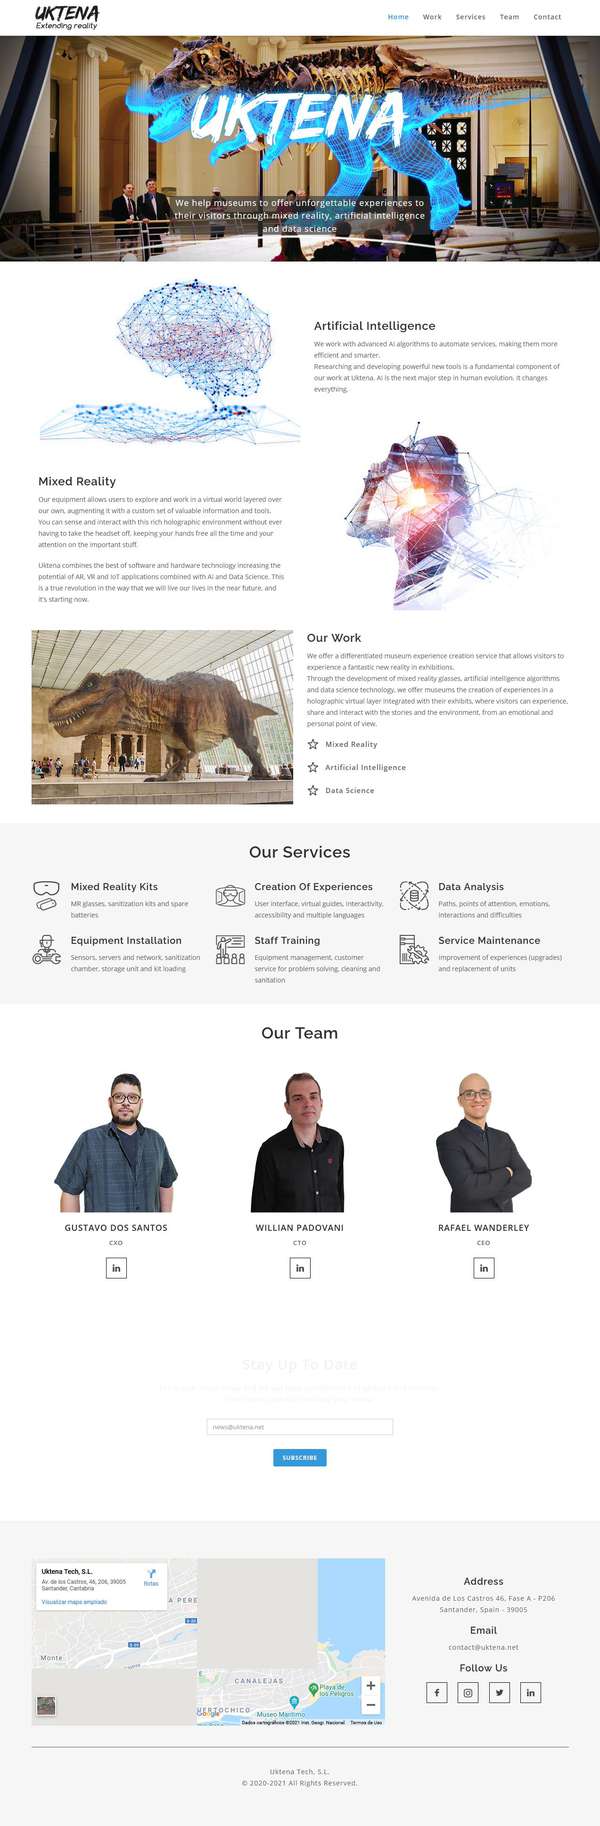 UKTENA
Extending reality
Home Work Services Team Contact
UKTENA
We help museums to offer unforgettable experiences to
their visitors through mixed reality, artificial intelligence
and data science
Artificial Intelligence
We work with advanced AI algorithms to automate services, making them more
efficient and smarter.
Researching and developing powerful new tools is a fundamental component of
our work at Uktena. AI is the next major step in human evolution. It changes
everything.
Mixed Reality
Our equipment allows users to explore and work in a virtual world layered over
our own, augmenting it with a custom set of valuable information and tools.
You can sense and interact with this rich holographic environment without ever
having to take the headset off, keeping your hands free all the time and your
attention on the important stuff.
Uktena combines the best of software and hardware technology increasing the
potential of AR, VR and IoT applications combined with AI and Data Science. This
is a true revolution in the way that we will live our lives in the near future, and
it's starting now.
Our Work
We offer a differentiated museum experience creation service that allows visitors to
experience a fantastic new reality in exhibitions.
Through the development of mixed reality glasses, artificial intelligence algorithms
and data science technology, we offer museums the creation of experiences in a
holographic virtual layer integrated with their exhibits, where visitors can experience,
share and interact with the stories and the environment, from an emotional and
personal point of view.
Mixed Reality
Artificial Intelligence
Data Science
Our Services
Mixed Reality Kits
MR glasses, sanitization kits and spare
batteries
Creation Of Experiences
User interface, virtual guides, interactivity,
accessibility and multiple languages
Data Analysis
Paths, points of attention, emotions,
interactions and difficulties
Equipment Installation
Sensors, servers and network, sanitization
chamber, storage unit and kit loading
Staff Training
Equipment management, customer
service for problem solving, cleaning and
sanitation
Service Maintenance
Improvement of experiences (upgrades)
and replacement of units
Our Team
GUSTAVO DOS SANTOS
CXO
in
WILLIAN PADOVANI
CTO
in
RAFAEL WANDERLEY
CEO
in
Stay Up To Date
news@uktena.net
SUBSCRIBE
Uktena Tech, S.L.
Av. de los Castros, 46, 206, 39005
Santander, Cantabria
Rotas
Visualizar mapa ampliado
A PERE
S-20
Monte
S-20
CANALEJAS
Playa de
los Peligros
PUERTOCHICO
Museo Marítimo
Google
Dados cartográficos ©2021 Inst. Geogr. Nacional Termos de Uso
Address
Avenida de Los Castros 46, Fase A - P206
Santander, Spain - 39005
Email
contact@uktena.net
Follow Us
Uktena Tech, S.L.
© 2020-2021 All Rights Reserved.